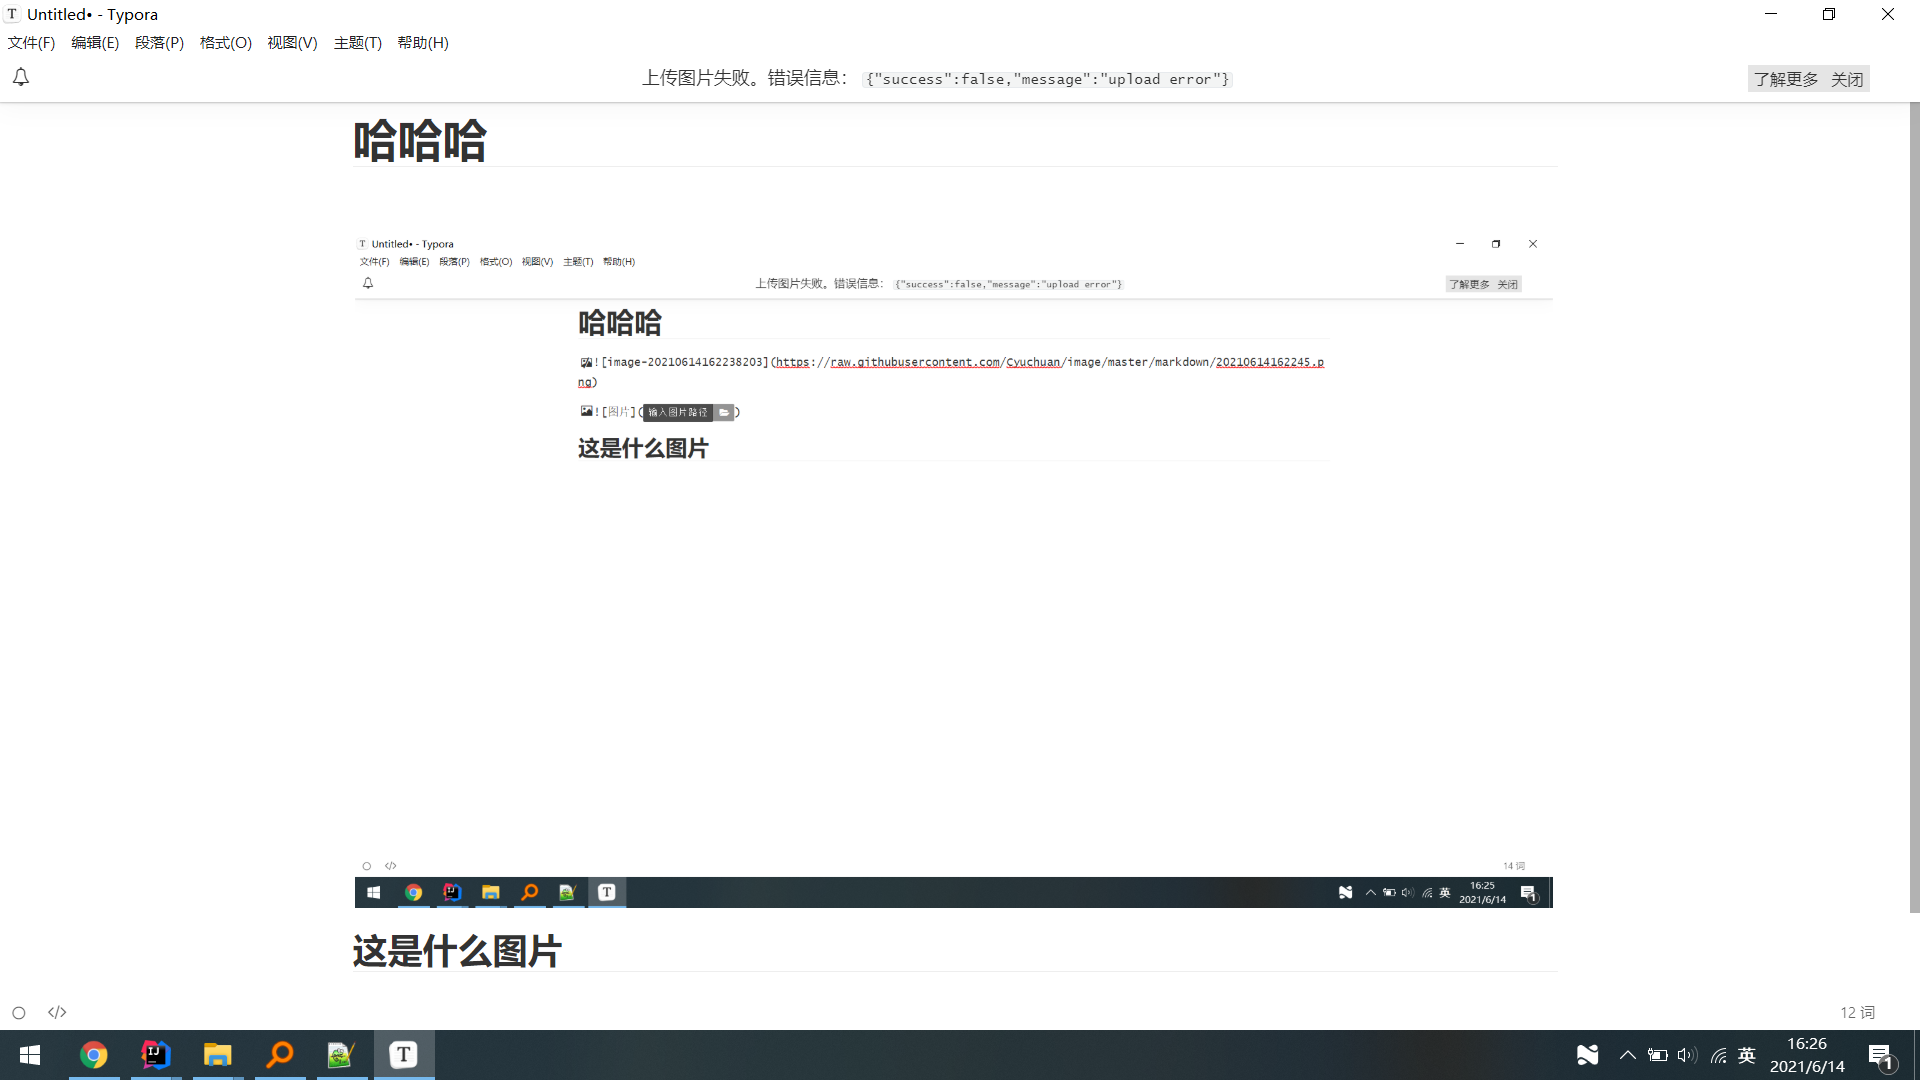 Untitled• - Typora
文件(F) 编辑(E) 段落(P) 格式(O) 视图(V) 主题(T) 帮助(H)
上传图片失败。错误信息： {"success":false,"message":"upload error"} 了解更多 关闭
哈哈哈
Untitled• - Typora
文件(F) 编辑(E) 段落(P) 格式(O) 视图(V) 主题(T) 帮助(H)
上传图片失败。错误信息： {"success":false,"message":"upload error"} 了解更多 关闭
哈哈哈
![image-20210614162238203](https://raw.githubusercontent.com/Cyuchuan/image/master/markdown/20210614162245.p
ng)
![图片](输入图片路径)
这是什么图片
</> 14 词
T 英 16:25
2021/6/14 1
这是什么图片
</> 12 词
IJ T 英 16:26
2021/6/14 1